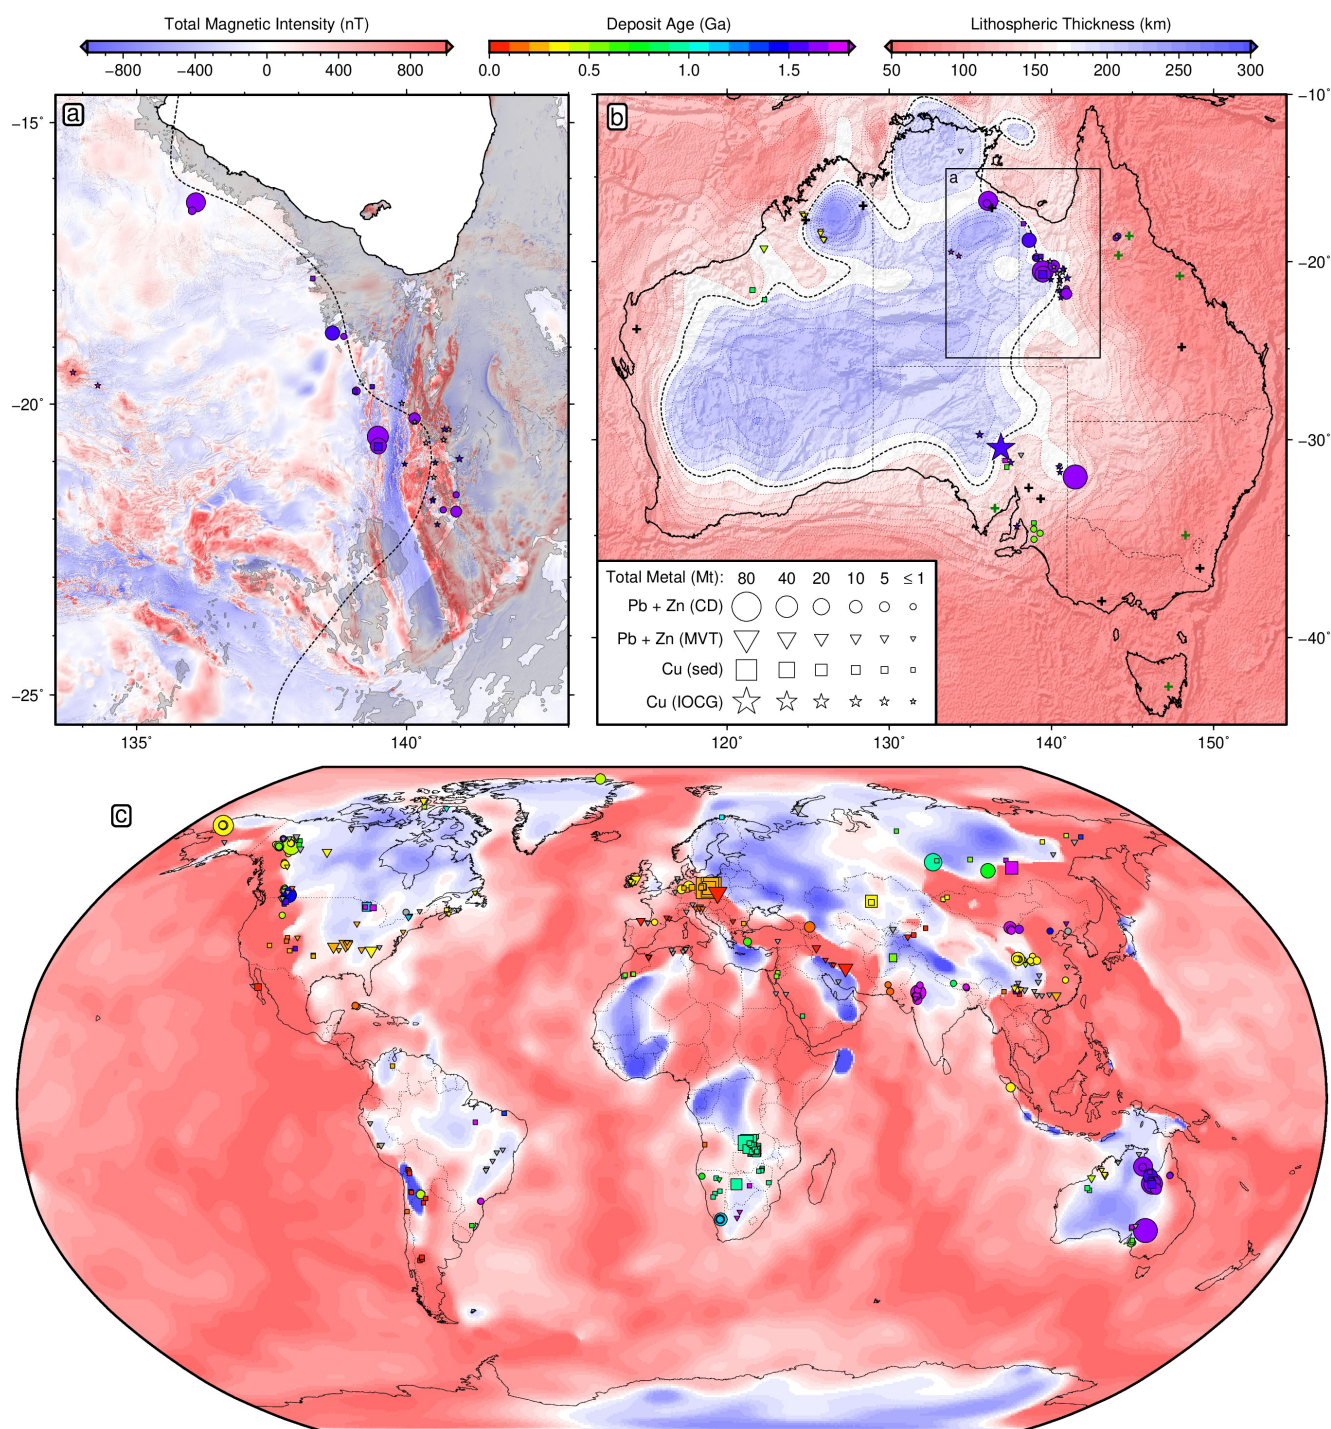 Total Magnetic Intensity (nT)
−800 −400 0 400 800
Deposit Age (Ga)
0.0 0.5 1.0 1.5
Lithospheric Thickness (km)
50 100 150 200 250 300
a
−15˚
−20˚
−25˚
135˚ 140˚
b
a
−10˚
−20˚
−30˚
−40˚
120˚ 130˚ 140˚ 150˚
Total Metal (Mt): 80 40 20 10 5 ≤ 1
Pb + Zn (CD)
Pb + Zn (MVT)
Cu (sed)
Cu (IOCG)
c